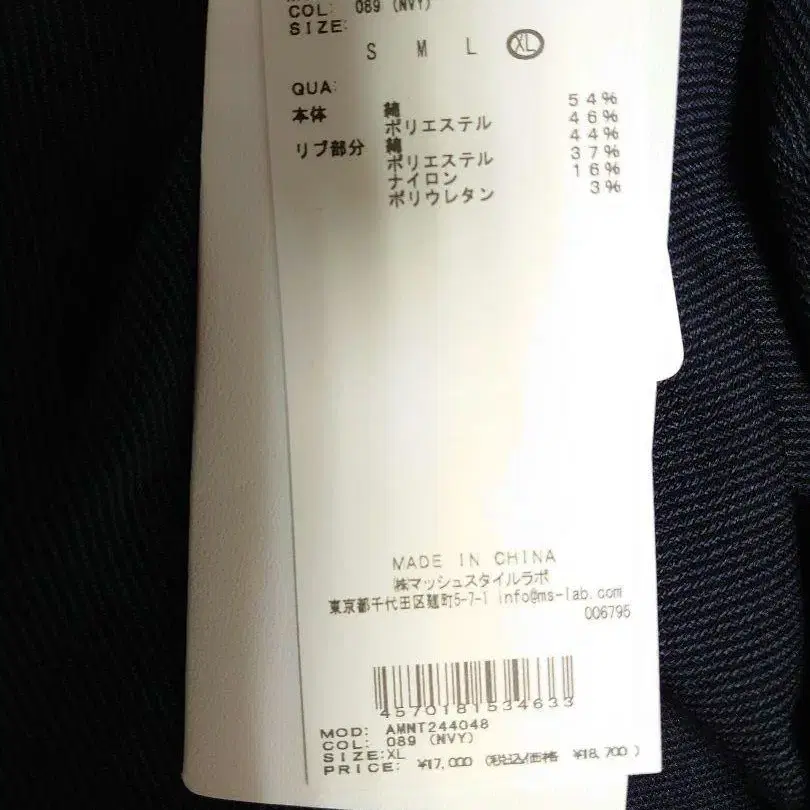 COL: 089 (NVY)
SIZE:
S M L XL
QUA:
本体 綿 54%
ポリエステル 46%
リブ部分 綿 44%
ポリエステル 37%
ナイロン 16%
ポリウレタン 3%
MADE IN CHINA
㈱マッシュスタイルラボ
東京都千代田区麹町5-7-1 info@ms-lab.com
006795
4570181534633
MOD: AMNT244048
COL: 089 (NVY)
SIZE:XL
PRICE: ¥17,000 (税込価格 ¥18,700)